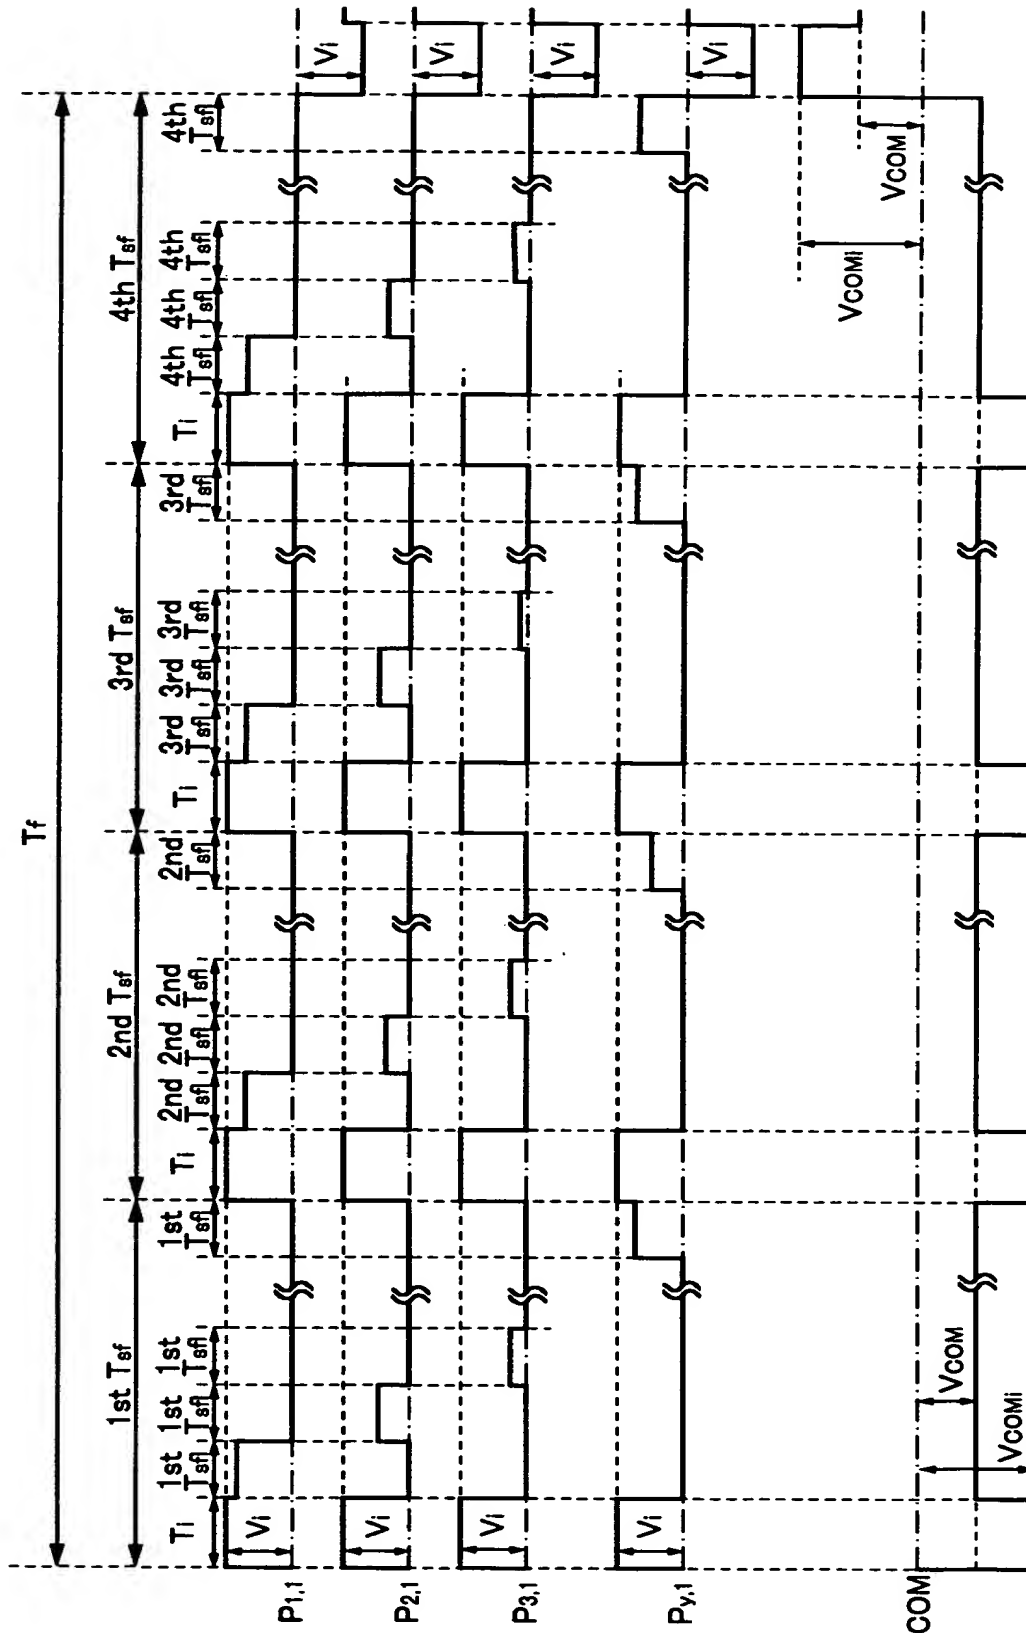 Tf
1st Tsf
2nd Tsf
3rd Tsf
4th Tsf
Ti
1st Tsfl
1st Tsfl
1st Tsfl
1st Tsfl
Ti
2nd Tsfl
2nd Tsfl
2nd Tsfl
2nd Tsfl
Ti
3rd Tsfl
3rd Tsfl
3rd Tsfl
3rd Tsfl
Ti
4th Tsfl
4th Tsfl
4th Tsfl
4th Tsfl
P1,1
Vi
Vi
P2,1
Vi
Vi
P3,1
Vi
Vi
Py,1
Vi
Vi
COM
VCOM
VCOMi
VCOMi
VCOM